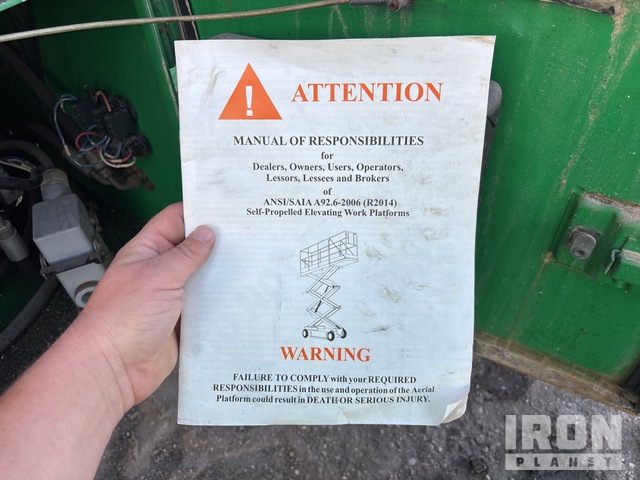 ATTENTION
MANUAL OF RESPONSIBILITIES
for
Dealers, Owners, Users, Operators,
Lessors, Lessees and Brokers
of
ANSI/SAIA A92.6-2006 (R2014)
Self-Propelled Elevating Work Platforms
WARNING
FAILURE TO COMPLY with your REQUIRED
RESPONSIBILITIES in the use and operation of the Aerial
Platform could result in DEATH OR SERIOUS INJURY.
IRON
PLANET